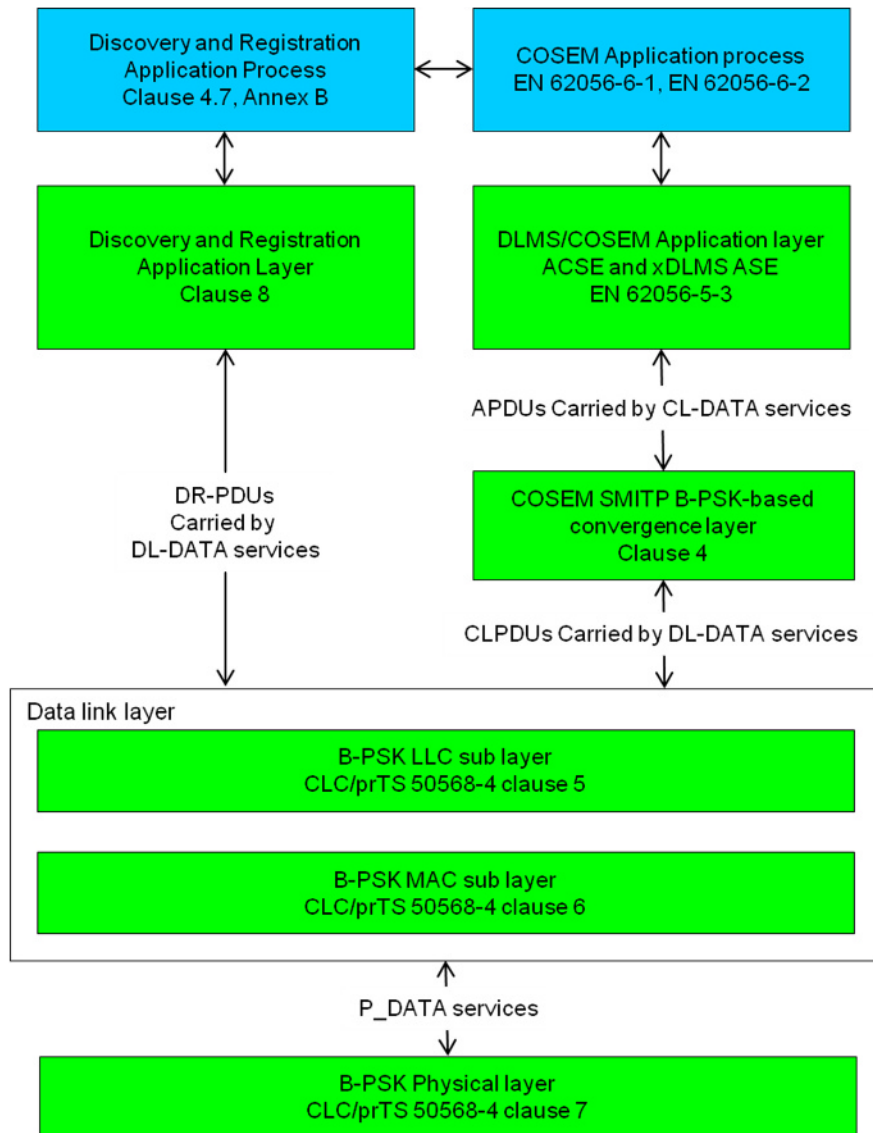 Discovery and Registration
Application Process
Clause 4.7, Annex B
COSEM Application process
EN 62056-6-1, EN 62056-6-2
Discovery and Registration
Application Layer
Clause 8
DLMS/COSEM Application layer
ACSE and xDLMS ASE
EN 62056-5-3
APDUs Carried by CL-DATA services
DR-PDUs
Carried by
DL-DATA services
COSEM SMITP B-PSK-based
convergence layer
Clause 4
CLPDUs Carried by DL-DATA services
Data link layer
B-PSK LLC sub layer
CLC/prTS 50568-4 clause 5
B-PSK MAC sub layer
CLC/prTS 50568-4 clause 6
P_DATA services
B-PSK Physical layer
CLC/prTS 50568-4 clause 7